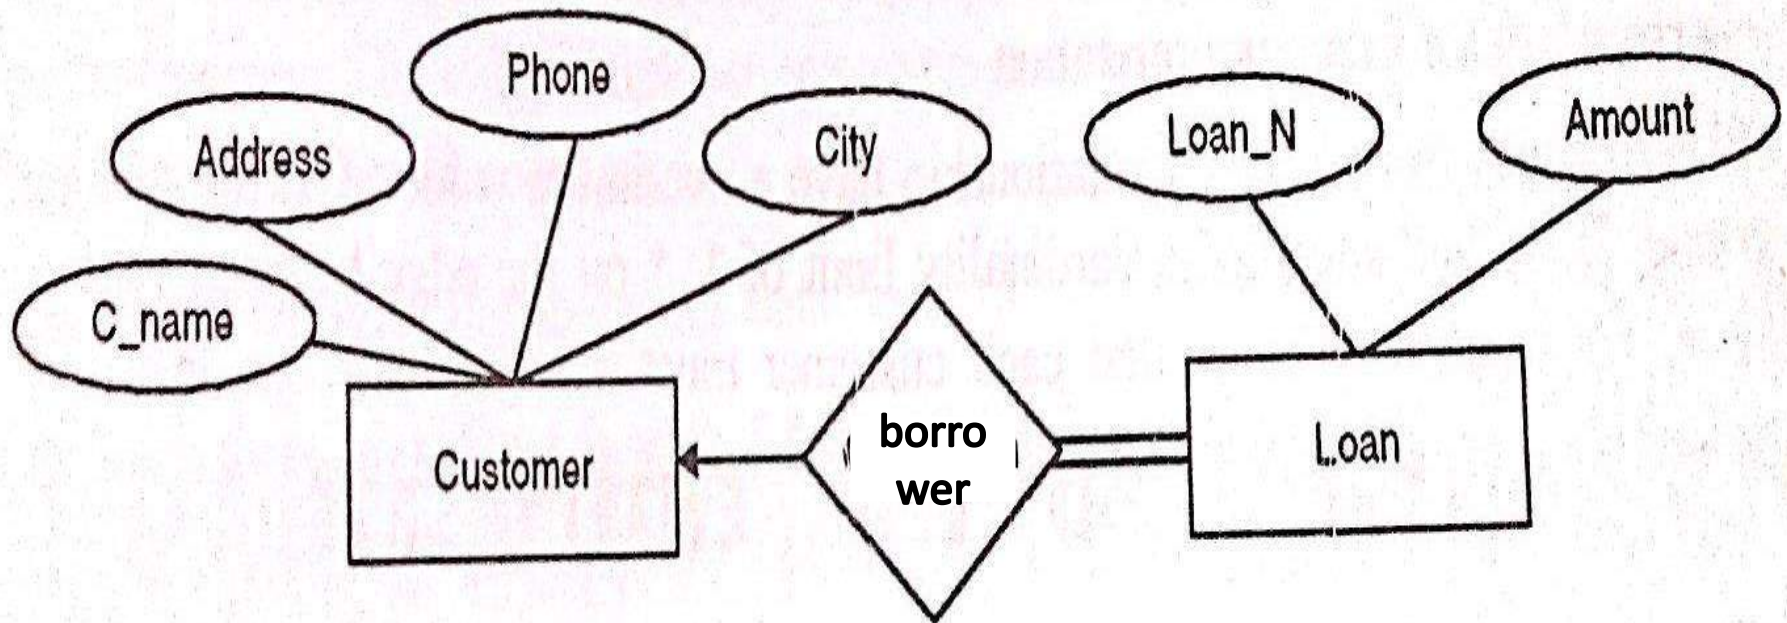 Phone
Address
City
Loan_N
Amount
C_name
Customer
borro
wer
Loan